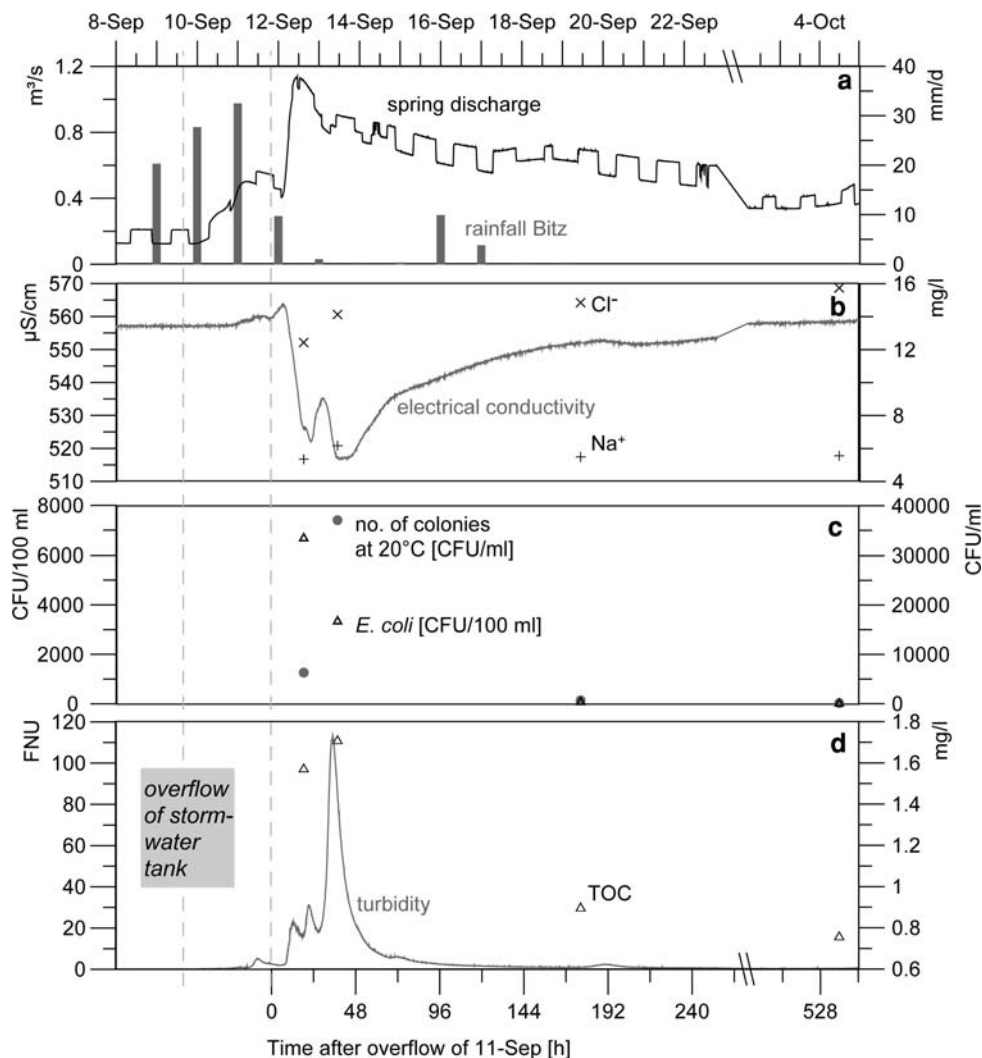 8-Sep 10-Sep 12-Sep 14-Sep 16-Sep 20-Sep 22-Sep 4-Oct
1.2 40
a
m³/s mm/d
spring discharge
30
0.8
20
0.4
10
rainfall Bitz
0 0
570 16
b
µS/cm mg/l
Cl⁻
560
550 12
540
530 8
electrical conductivity
Na⁺
520
510 4
8000 40000
c
no. of colonies
at 20°C [CFU/ml]
CFU/100 ml CFU/ml
6000 30000
4000 20000
E. coli [CFU/100 ml]
2000 10000
0 0
120 1.8
d
FNU mg/l
100 1.6
overflow
of storm-
water
tank
80 1.4
60 1.2
40 1
TOC
turbidity
20 0.8
0 0.6
0 48 96 144 192 240 528
Time after overflow of 11-Sep [h]